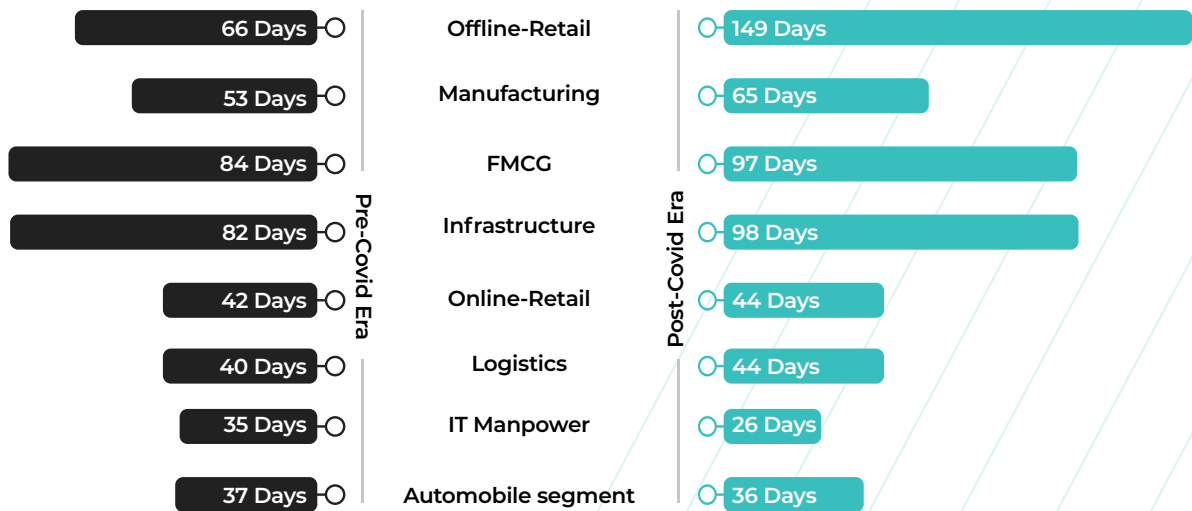 66 Days Offline-Retail 149 Days
53 Days Manufacturing 65 Days
84 Days FMCG 97 Days
Pre-Covid Era
Post-Covid Era
82 Days Infrastructure 98 Days
42 Days Online-Retail 44 Days
40 Days Logistics 44 Days
35 Days IT Manpower 26 Days
37 Days Automobile segment 36 Days